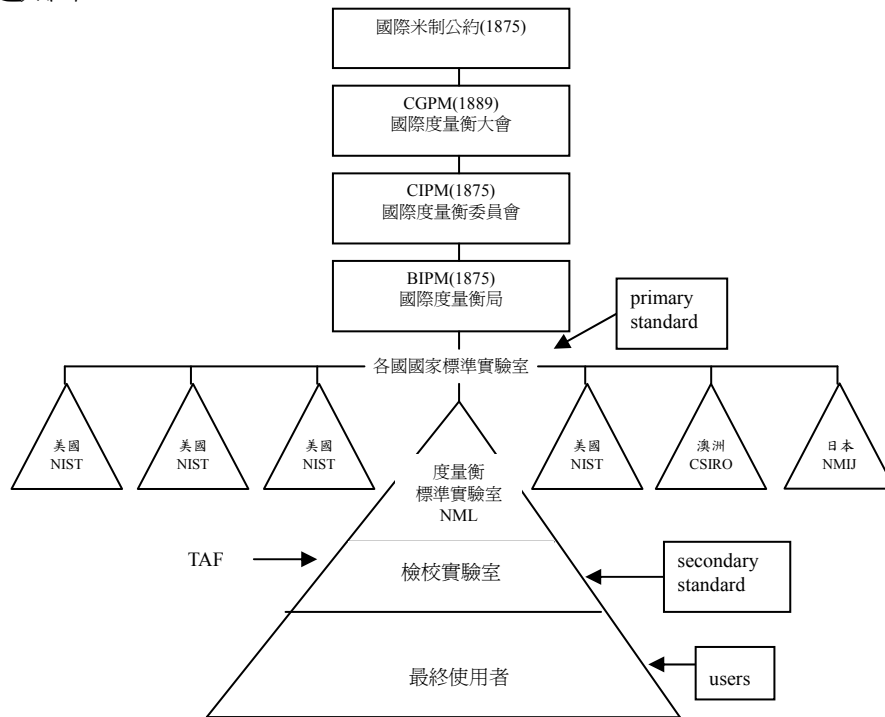 國際米制公約(1875)
CGPM(1889)
國際度量衡大會
CIPM(1875)
國際度量衡委員會
BIPM(1875)
國際度量衡局
primary
standard
各國國家標準實驗室
美國
NIST
美國
NIST
美國
NIST
度量衡
標準實驗室
NML
美國
NIST
澳洲
CSIRO
日本
NMIJ
TAF
檢校實驗室
secondary
standard
最終使用者
users